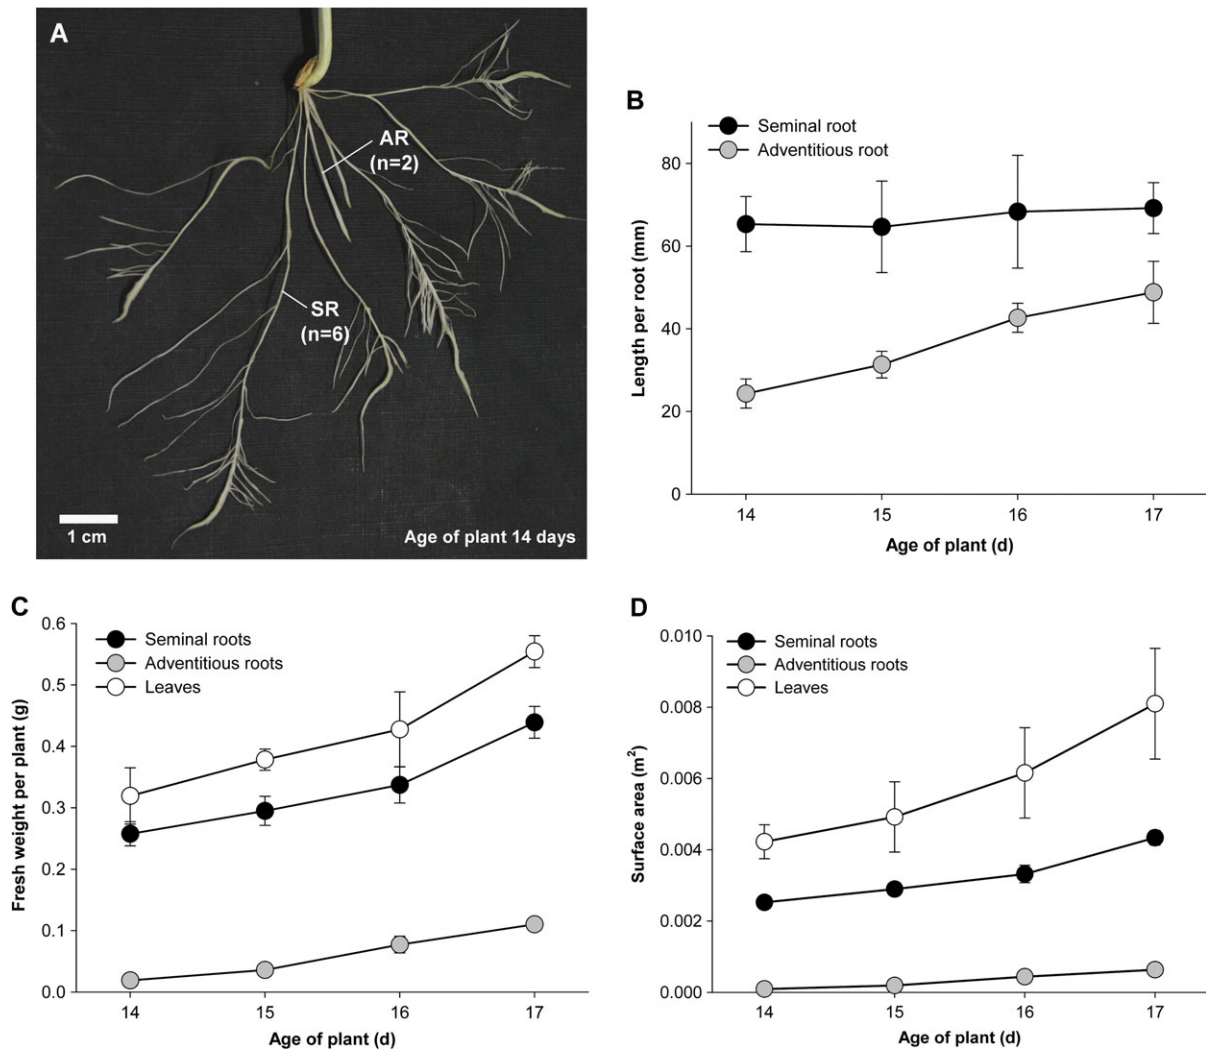 A
AR
(n=2)
SR
(n=6)
1 cm
Age of plant 14 days
B
Seminal root
Adventitious root
Length per root (mm)
80
60
40
20
0
14 15 16 17
Age of plant (d)
C
Seminal roots
Adventitious roots
Leaves
Fresh weight per plant (g)
0.6
0.5
0.4
0.3
0.2
0.1
0.0
14 15 16 17
Age of plant (d)
D
Seminal roots
Adventitious roots
Leaves
Surface area (m²)
0.010
0.008
0.006
0.004
0.002
0.000
14 15 16 17
Age of plant (d)